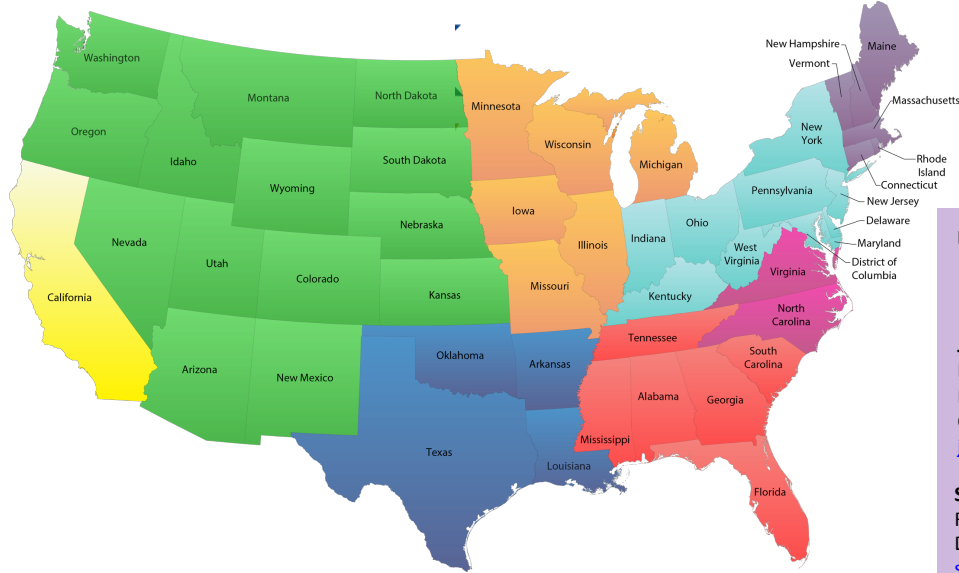 New Hampshire
Maine
Vermont
Washington
Montana
North Dakota
Minnesota
Massachusetts
Oregon
New
York
Wisconsin
Idaho
South Dakota
Michigan
Rhode
Island
Wyoming
Connecticut
Pennsylvania
New Jersey
Iowa
Nebraska
Ohio
Delaware
Nevada
Indiana
Illinois
Maryland
West
Virginia
District of
Columbia
Utah
Colorado
Virginia
Missouri
California
Kansas
Kentucky
North
Carolina
Tennessee
Oklahoma
Arkansas
South
Carolina
Arizona
New Mexico
Alabama
Georgia
Mississippi
Texas
Louisiana
Florida